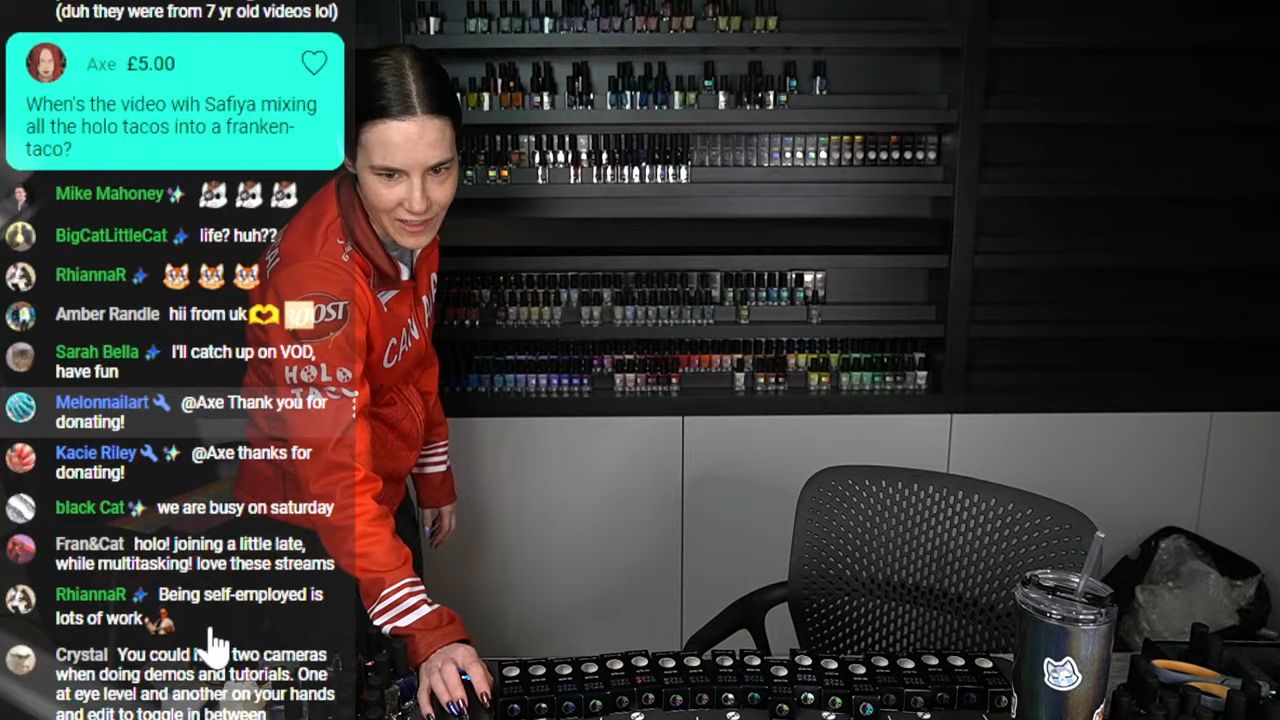 (duh they were from 7 yr old videos lol)
Axe £5.00
When's the video wih Safiya mixing
all the holo tacos into a franken-
taco?
Mike Mahoney
BigCatLittleCat life? huh??
RhiannaR
Amber Randle hii from uk
Sarah Bella I'll catch up on VOD,
have fun
Melonnailart @Axe Thank you for
donating!
Kacie Riley @Axe thanks for
donating!
black Cat we are busy on saturday
Fran&Cat holo! joining a little late,
while multitasking! love these streams
RhiannaR Being self-employed is
lots of work
Crystal You could two cameras
when doing demos and tutorials. One
at eye level and another on your hands
and edit to toggle in between
HOLO
TACO